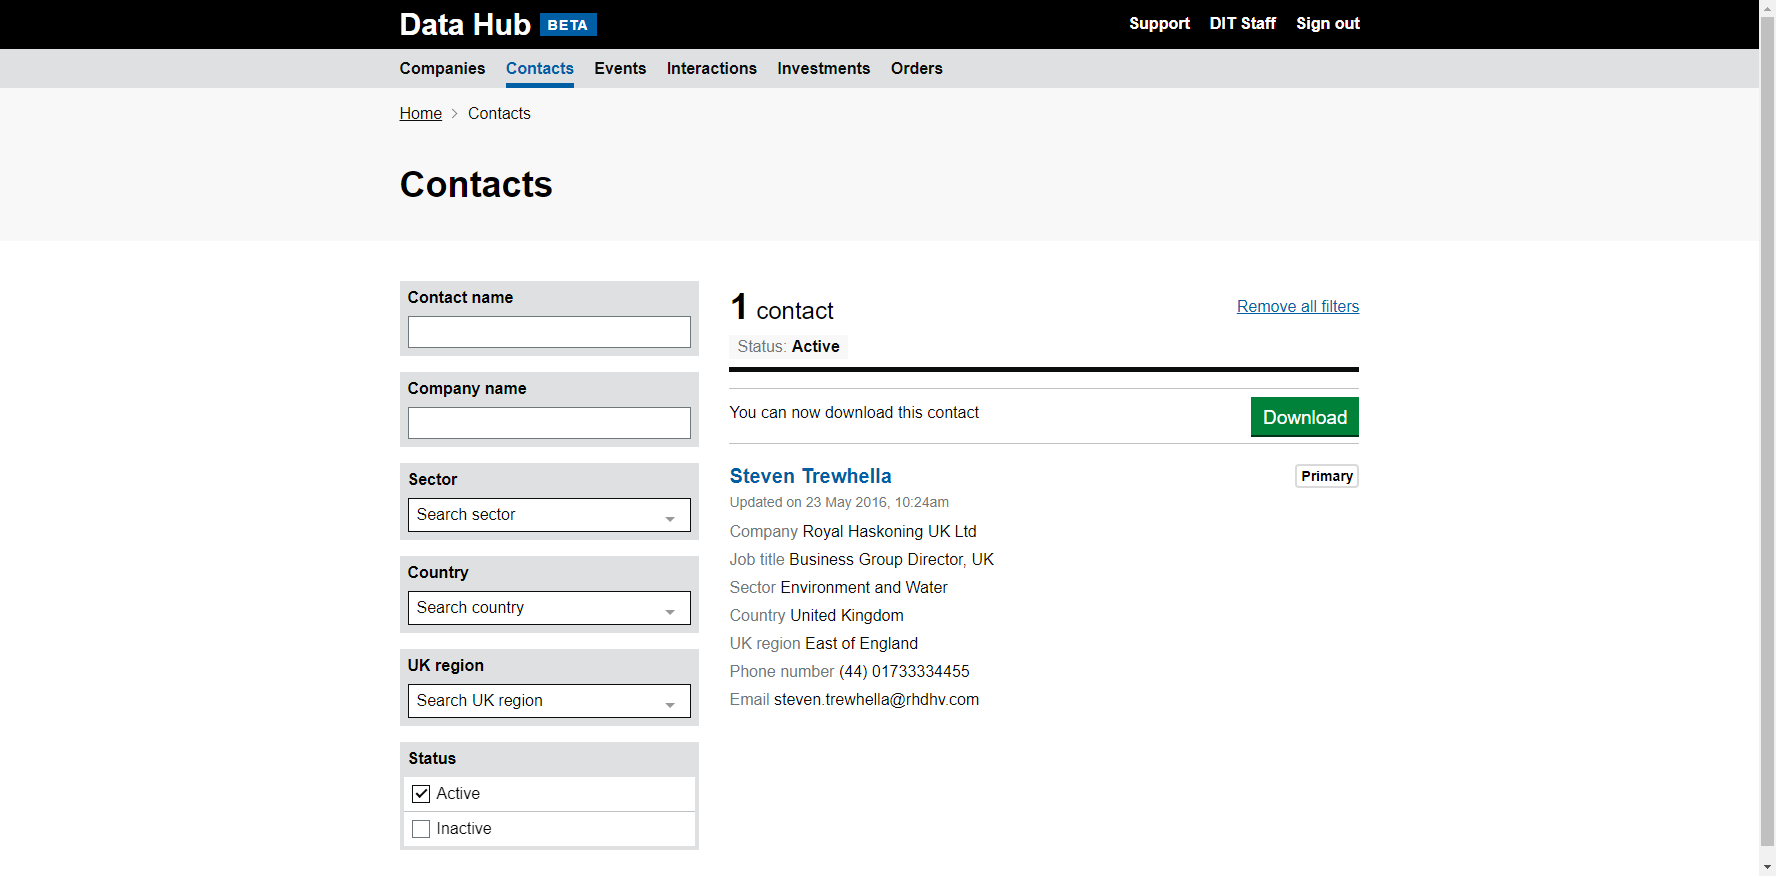 Data Hub BETA
Support DIT Staff Sign out
Companies Contacts Events Interactions Investments Orders
Home Contacts
Contacts
Contact name
Company name
Sector
Search sector
Country
Search country
UK region
Search UK region
Status
Active
Inactive
1 contact
Remove all filters
Status: Active
You can now download this contact
Download
Steven Trewhella
Primary
Updated on 23 May 2016, 10:24am
Company Royal Haskoning UK Ltd
Job title Business Group Director, UK
Sector Environment and Water
Country United Kingdom
UK region East of England
Phone number (44) 01733334455
Email steven.trewhella@rhdhv.com